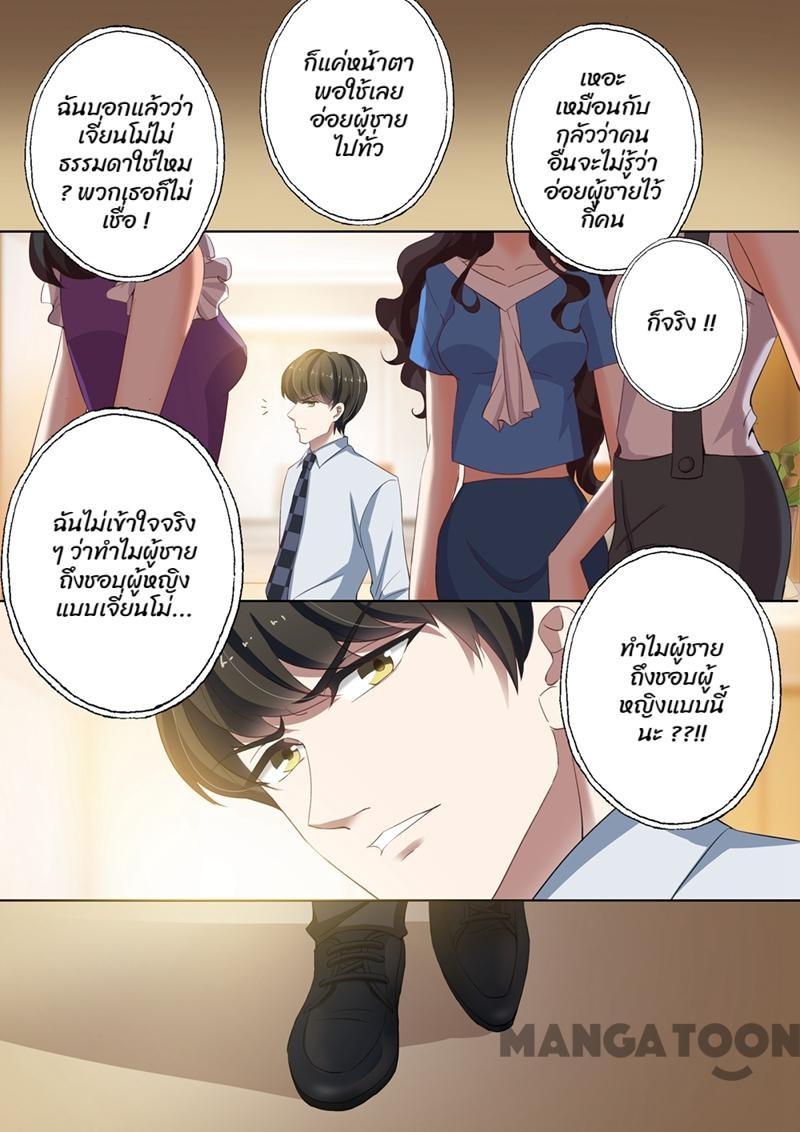 ฉันบอกแล้วว่า
เจี่ยนโม่ไม่
ธรรมดาใช่ไหม
? พวกเธอก็ไม่
เชื่อ !
ก็แค่หน้าตา
พอใช้เลย
อ่อยผู้ชาย
ไปทั่ว
เหอะ
เหมือนกับ
กลัวว่าคน
อื่นจะไม่รู้ว่า
อ่อยผู้ชายไว้
กี่คน
ก็จริง !!
ฉันไม่เข้าใจจริง
ๆ ว่าทำไมผู้ชาย
ถึงชอบผู้หญิง
แบบเจี่ยนโม่...
ทำไมผู้ชาย
ถึงชอบผู้
หญิงแบบนี้
นะ ??!!
MANGATOON